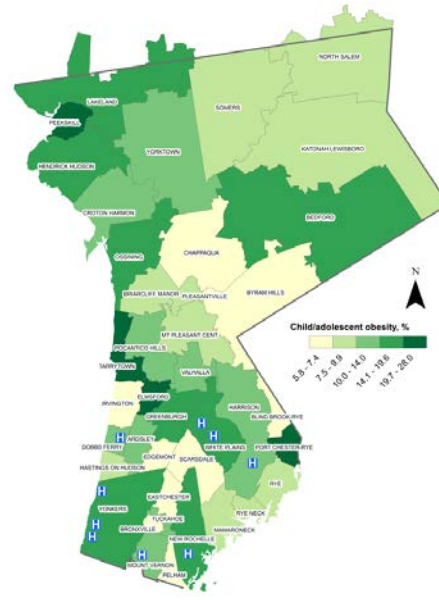 NORTH SALEM
LAKELAND
SOMERS
PEEKSKILL
YORKTOWN
KATONAH LEWISBORO
HENDRICK HUDSON
CROTON HARMON
BEDFORD
OSSINING
CHAPPAQUA
BYRAM HILLS
BRIARCLIFF MANOR
PLEASANTVILLE
N
MT PLEASANT CENT
Child/adolescent obesity, %
5.8 - 7.4
7.5 - 9.9
10.0 - 14.0
14.1 - 19.6
19.7 - 28.0
POCANTICO HILLS
VALHALLA
TARRYTOWN
ELMSFORD
IRVINGTON
HARRISON
GREENBURGH
BLIND BROOK-RYE
H
H
H
ARDSLEY
WHITE PLAINS
PORT CHESTER-RYE
DOBBS FERRY
EDGEMONT
SCARSDALE
H
HASTINGS ON HUDSON
RYE
H
EASTCHESTER
YONKERS
RYE NECK
TUCKAHOE
H
MAMARONECK
BRONXVILLE
H
NEW ROCHELLE
H
H
MOUNT VERNON
PELHAM